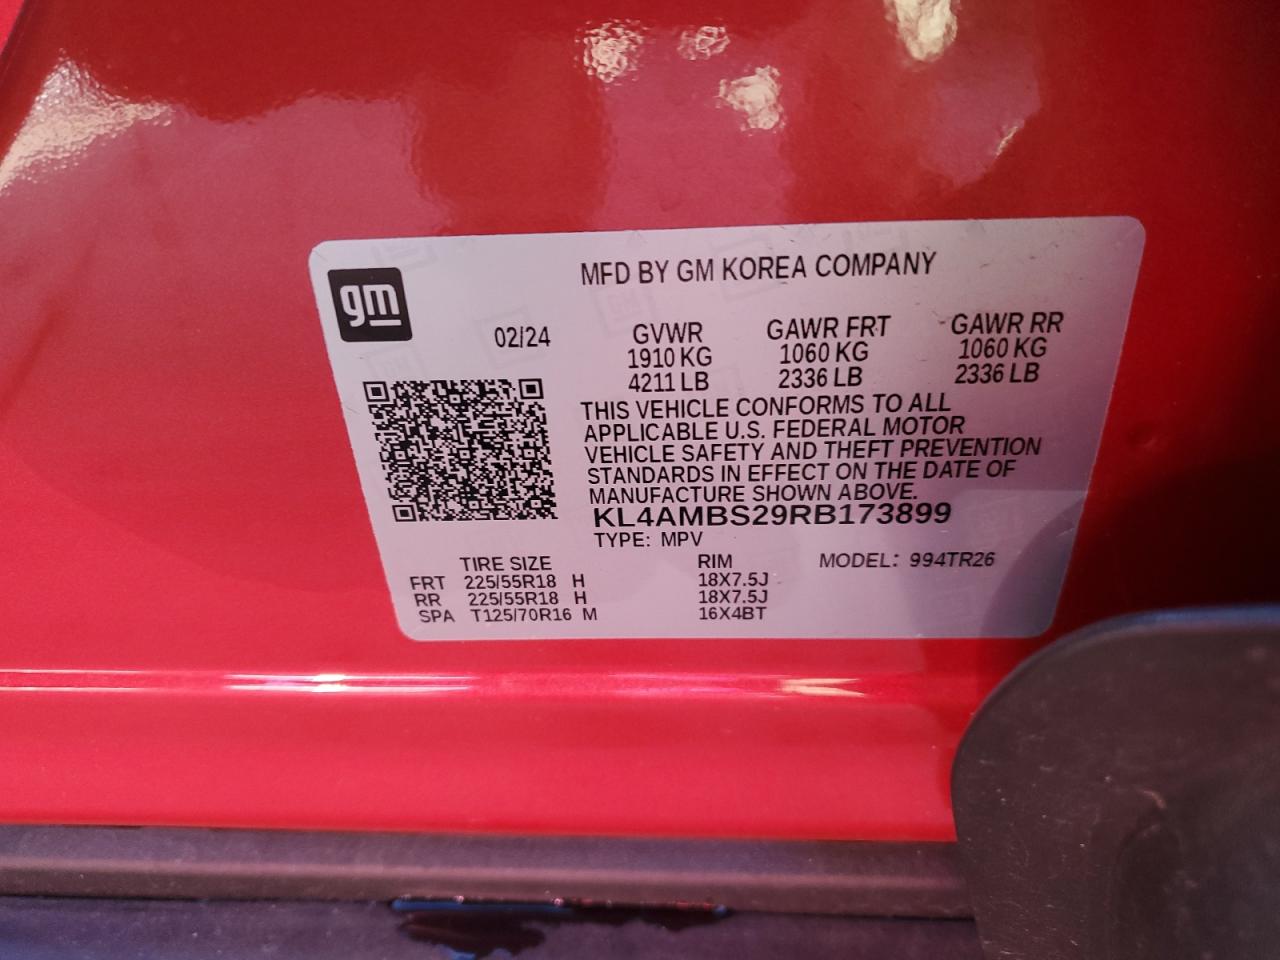 gm
MFD BY GM KOREA COMPANY
02/24 GVWR GAWR FRT GAWR RR
1910 KG 1060 KG 1060 KG
4211 LB 2336 LB 2336 LB
THIS VEHICLE CONFORMS TO ALL
APPLICABLE U.S. FEDERAL MOTOR
VEHICLE SAFETY AND THEFT PREVENTION
STANDARDS IN EFFECT ON THE DATE OF
MANUFACTURE SHOWN ABOVE.
KL4AMBS29RB173899
TYPE: MPV
TIRE SIZE RIM MODEL: 994TR26
FRT 225/55R18 H 18X7.5J
RR 225/55R18 H 18X7.5J
SPA T125/70R16 M 16X4BT